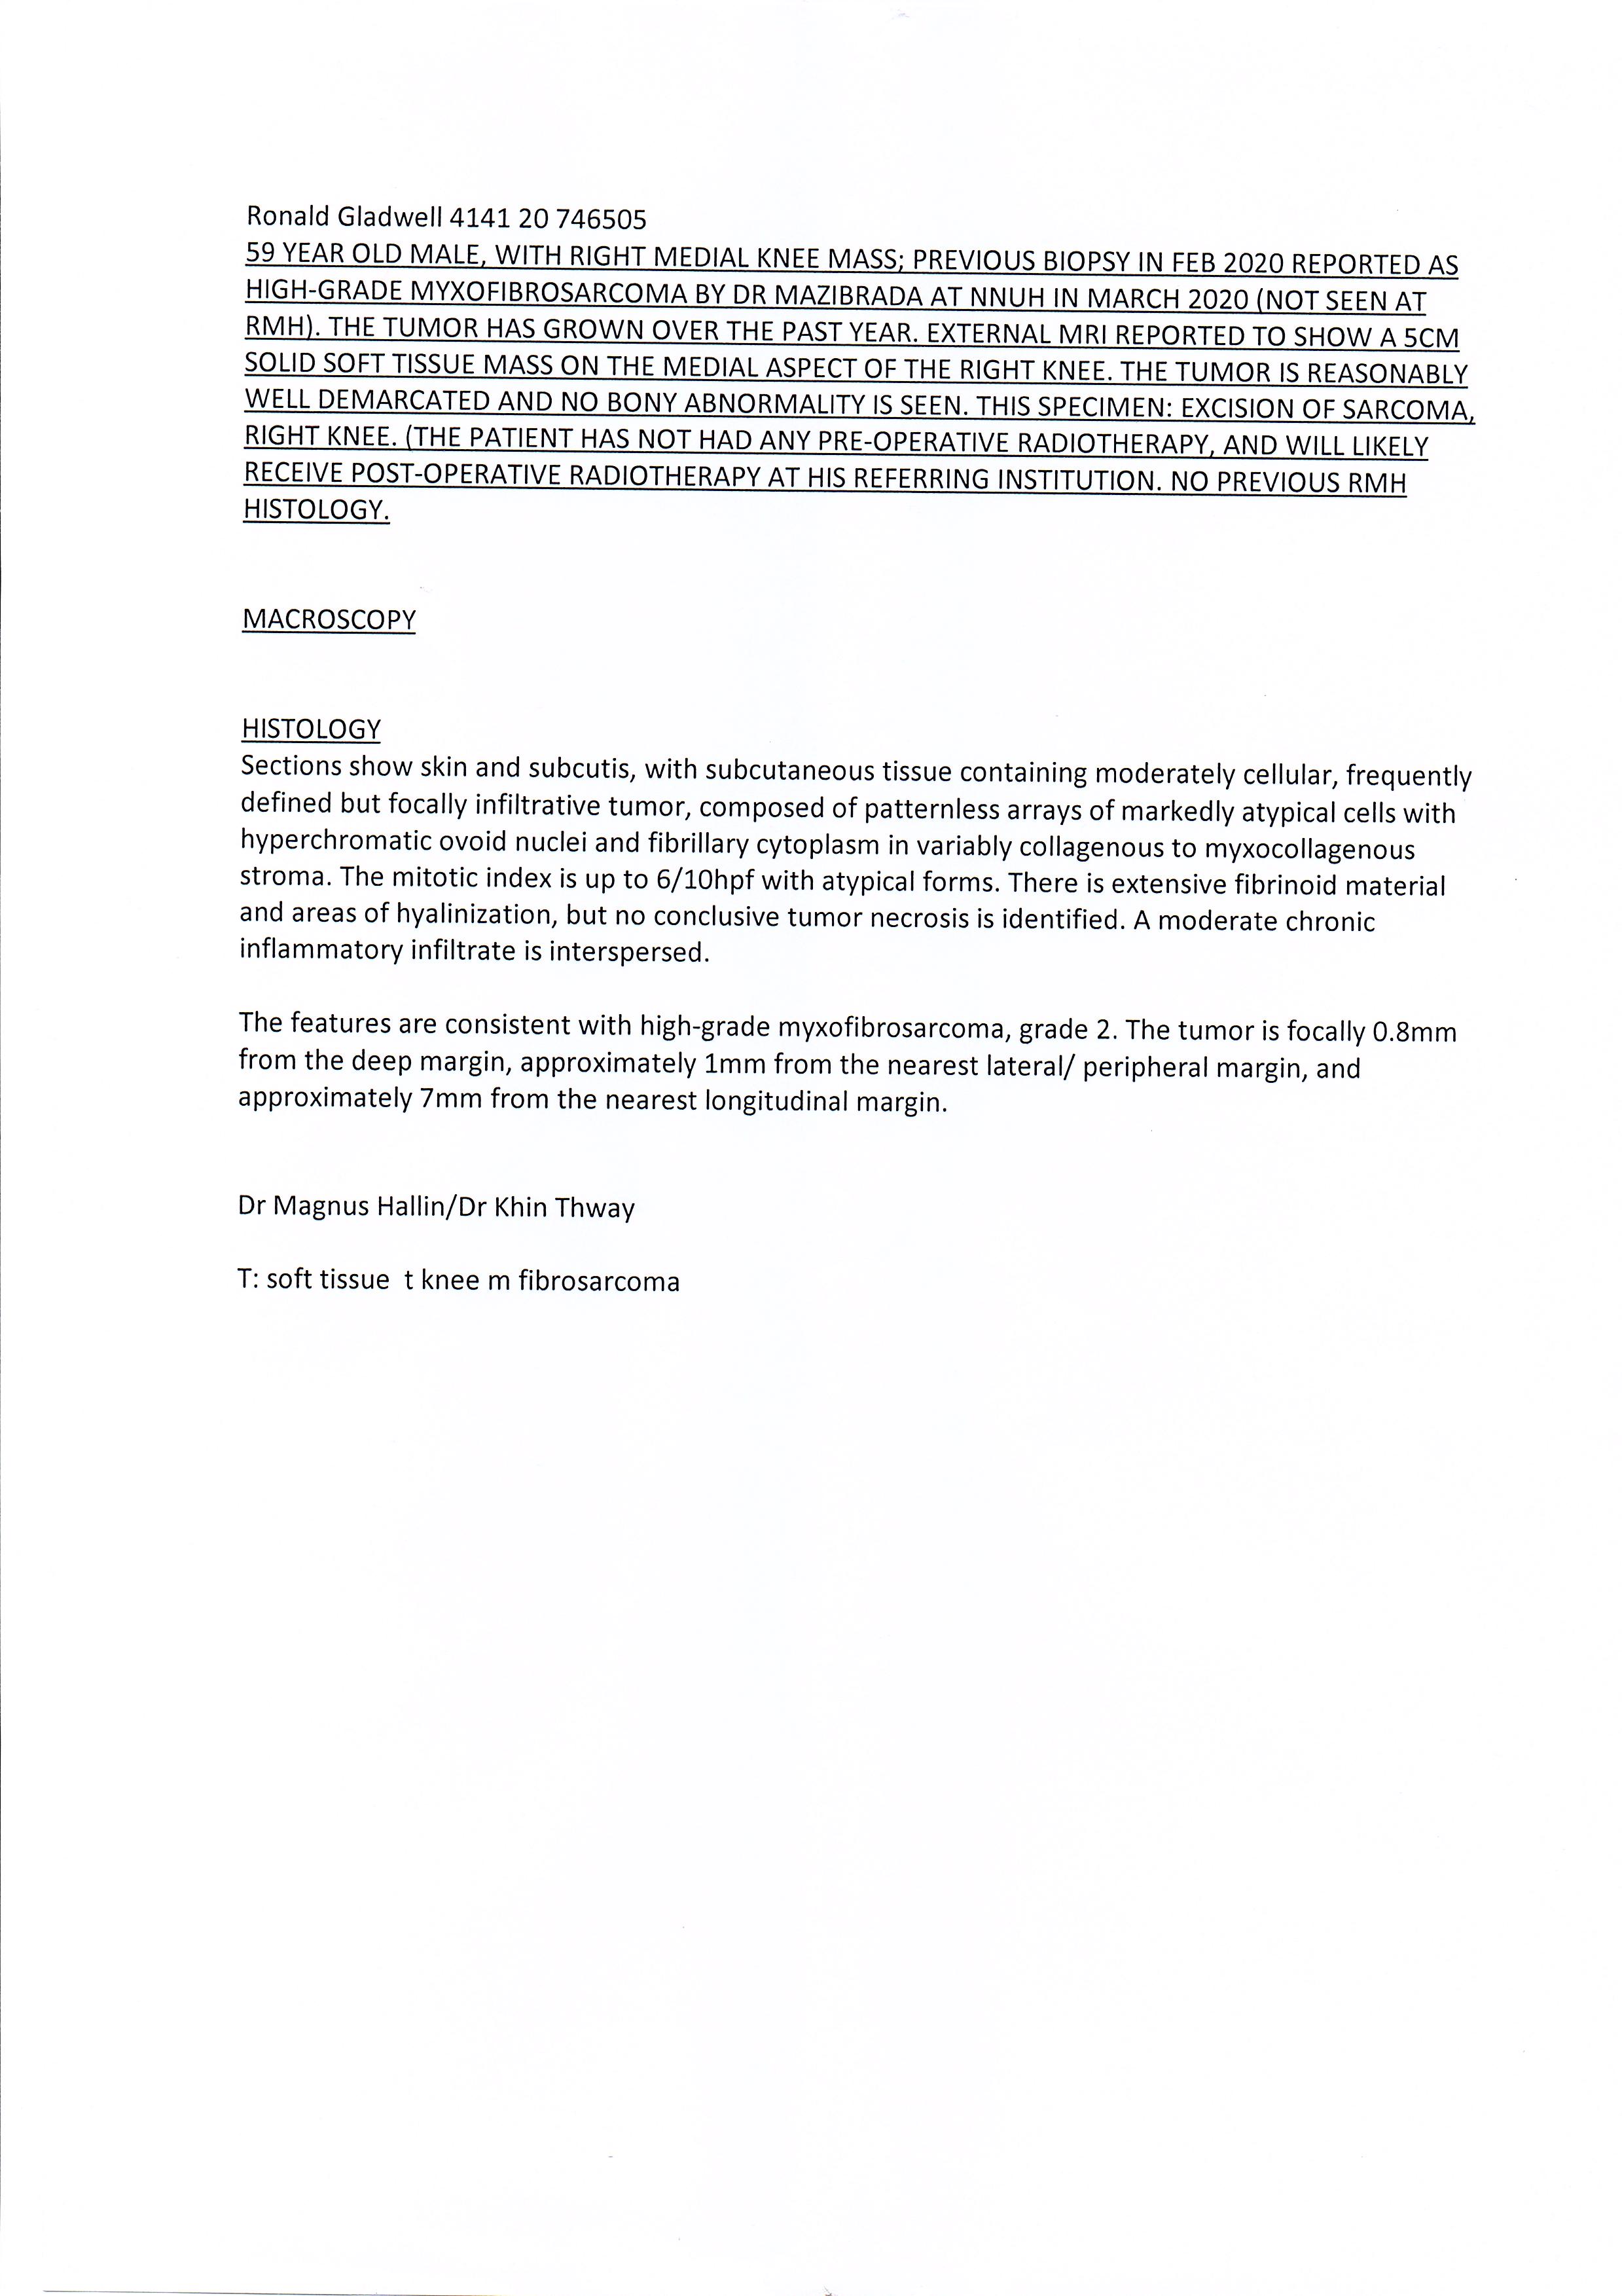 Ronald Gladwell 4141 20 746505
59 YEAR OLD MALE, WITH RIGHT MEDIAL KNEE MASS; PREVIOUS BIOPSY IN FEB 2020 REPORTED AS
HIGH-GRADE MYXOFIBROSARCOMA BY DR MAZIBRADA AT NNUH IN MARCH 2020 (NOT SEEN AT
RMH). THE TUMOR HAS GROWN OVER THE PAST YEAR. EXTERNAL MRI REPORTED TO SHOW A 5CM
SOLID SOFT TISSUE MASS ON THE MEDIAL ASPECT OF THE RIGHT KNEE. THE TUMOR IS REASONABLY
WELL DEMARCATED AND NO BONY ABNORMALITY IS SEEN. THIS SPECIMEN: EXCISION OF SARCOMA,
RIGHT KNEE. (THE PATIENT HAS NOT HAD ANY PRE-OPERATIVE RADIOTHERAPY, AND WILL LIKELY
RECEIVE POST-OPERATIVE RADIOTHERAPY AT HIS REFERRING INSTITUTION. NO PREVIOUS RMH
HISTOLOGY.
MACROSCOPY
HISTOLOGY
Sections show skin and subcutis, with subcutaneous tissue containing moderately cellular, frequently
defined but focally infiltrative tumor, composed of patternless arrays of markedly atypical cells with
hyperchromatic ovoid nuclei and fibrillary cytoplasm in variably collagenous to myxocollagenous
stroma. The mitotic index is up to 6/10hpf with atypical forms. There is extensive fibrinoid material
and areas of hyalinization, but no conclusive tumor necrosis is identified. A moderate chronic
inflammatory infiltrate is interspersed.
The features are consistent with high-grade myxofibrosarcoma, grade 2. The tumor is focally 0.8mm
from the deep margin, approximately 1mm from the nearest lateral/ peripheral margin, and
approximately 7mm from the nearest longitudinal margin.
Dr Magnus Hallin/Dr Khin Thway
T: soft tissue  t knee m fibrosarcoma